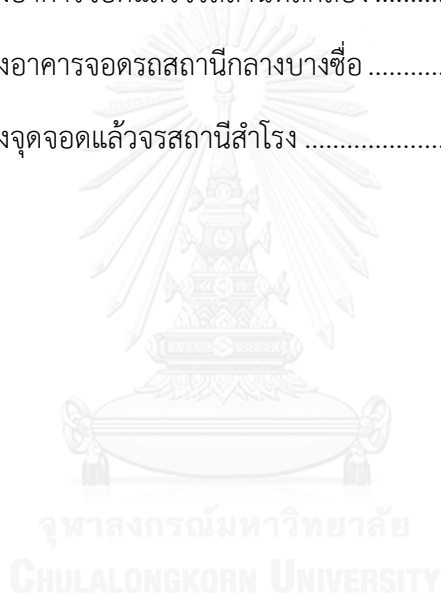 งอาคารจอดรถสถานีกลางบางซื่อ ............
งจุดจอดแล้วจรสถานีสำโรง .....................
จุฬาลงกรณ์มหาวิทยาลัย
CHULALONGKORN UNIVERSITY